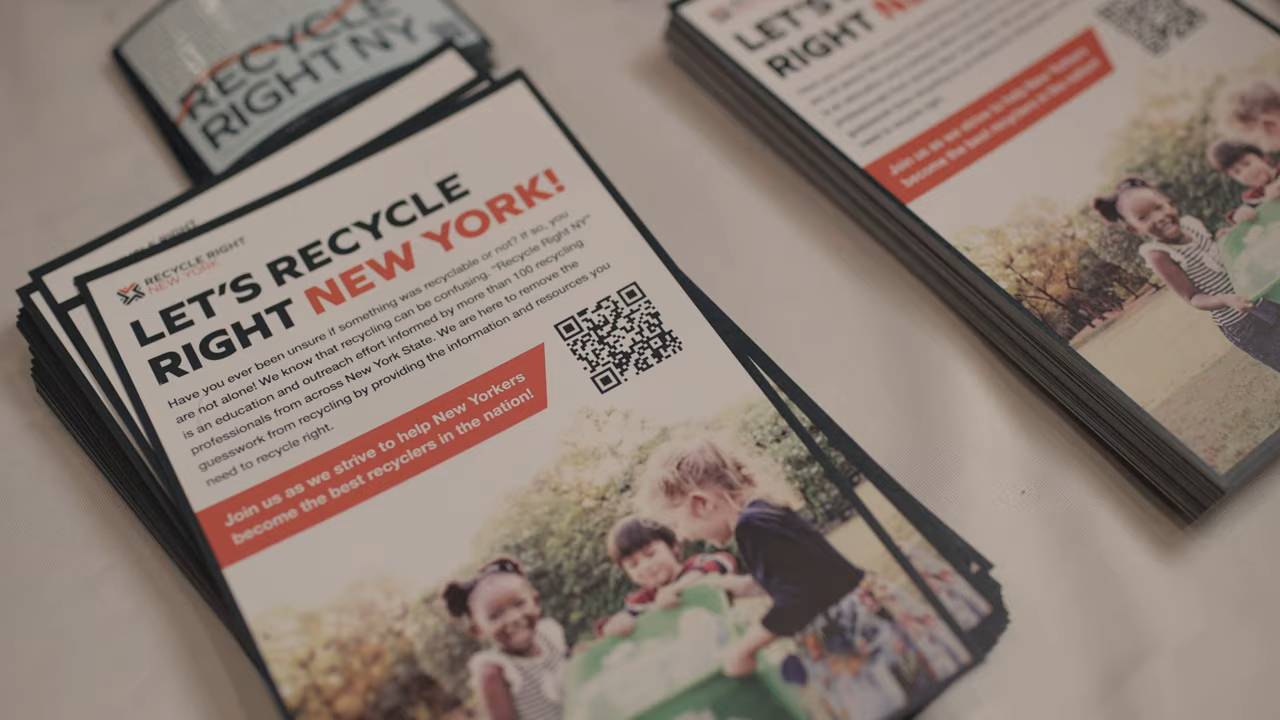 RECYCLE
RIGHT NY
RECYCLE RIGHT
NEW YORK
LET'S RECYCLE
RIGHT NEW YORK!
Have you ever been unsure if something was recyclable or not? If so, you
are not alone! We know that recycling can be confusing. "Recycle Right NY"
is an education and outreach effort informed by more than 100 recycling
professionals from across New York State. We are here to remove the
guesswork from recycling by providing the information and resources you
need to recycle right.
Join us as we strive to help New Yorkers
become the best recyclers in the nation!
LET'S
RIGHT
Join us as we strive to help New Yorkers
become the best recyclers in the nation!